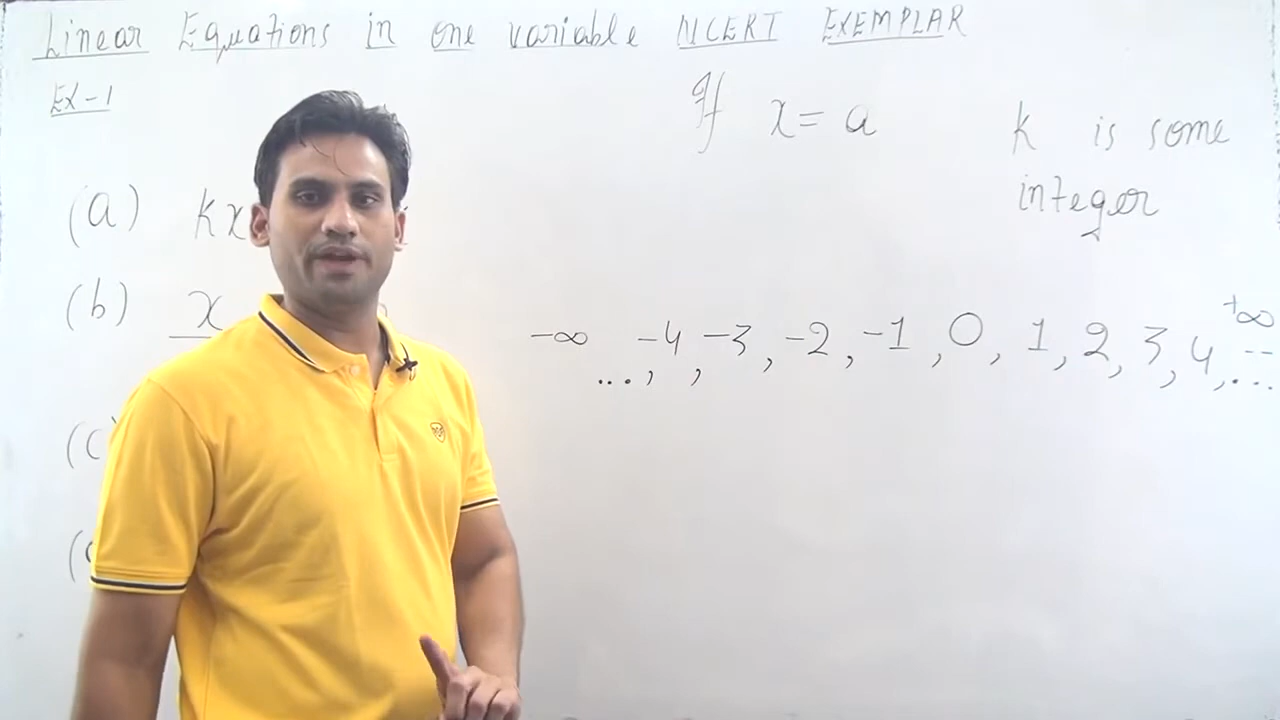 Linear Equations in one variable NCERT EXEMPLAR
EX-1
If x = a
k is some
integer
(a) kx
(b) x
-∞ ..., -4, -3, -2, -1, 0, 1, 2, 3, 4, ... +∞
(c)